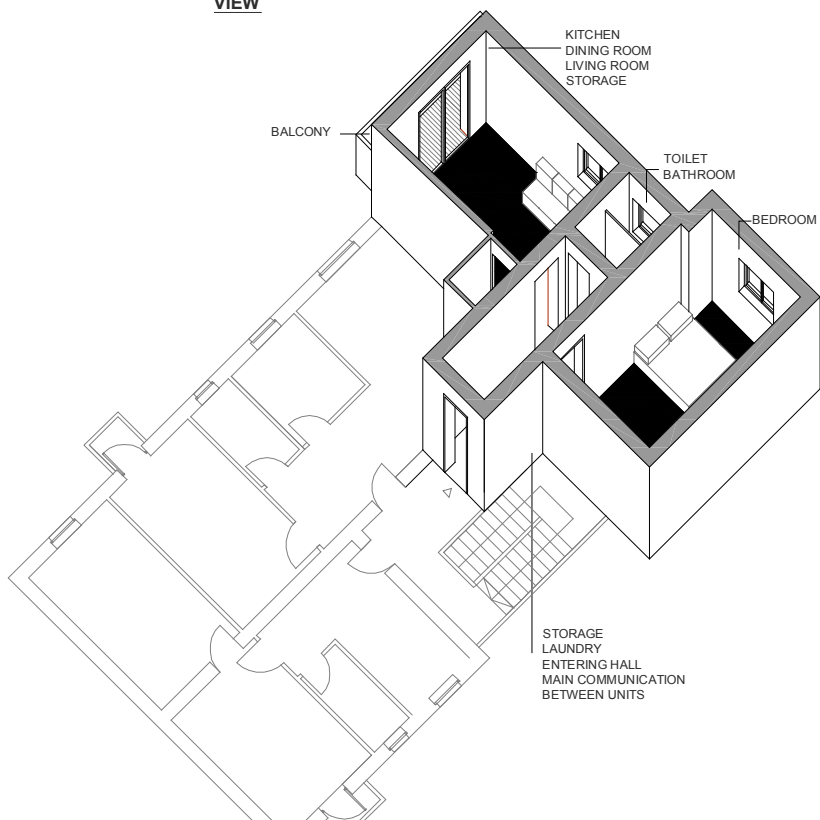 VIEW
KITCHEN
DINING ROOM
LIVING ROOM
STORAGE
BALCONY
TOILET
BATHROOM
BEDROOM
STORAGE
LAUNDRY
ENTERING HALL
MAIN COMMUNICATION
BETWEEN UNITS